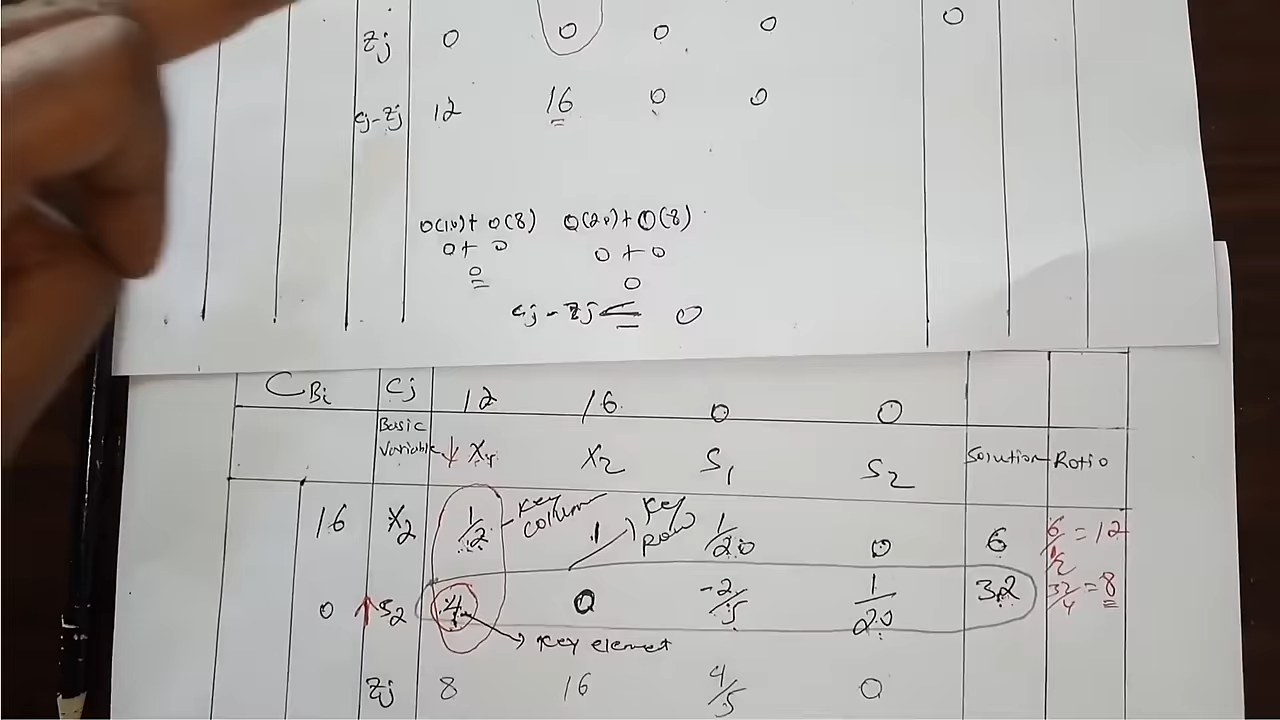 Zj 0 0 0 0 0
Cj-Zj 12 16 0 0
0(10)+ 0(8) 0(20)+0(8)
0+ 0 0+0
0 0
Cj-Zj ≤ 0
CBi Cj 12 16 0 0
Basic Variable X1 X2 S1 S2 Solution Ratio
16 X2 1/2 Key column 1 Key Row 1/20 0 6 6/1/2 = 12
0 S2 4 0 -2/5 1/20 32 32/4 = 8
Key elemet
Zj 8 16 4/5 0